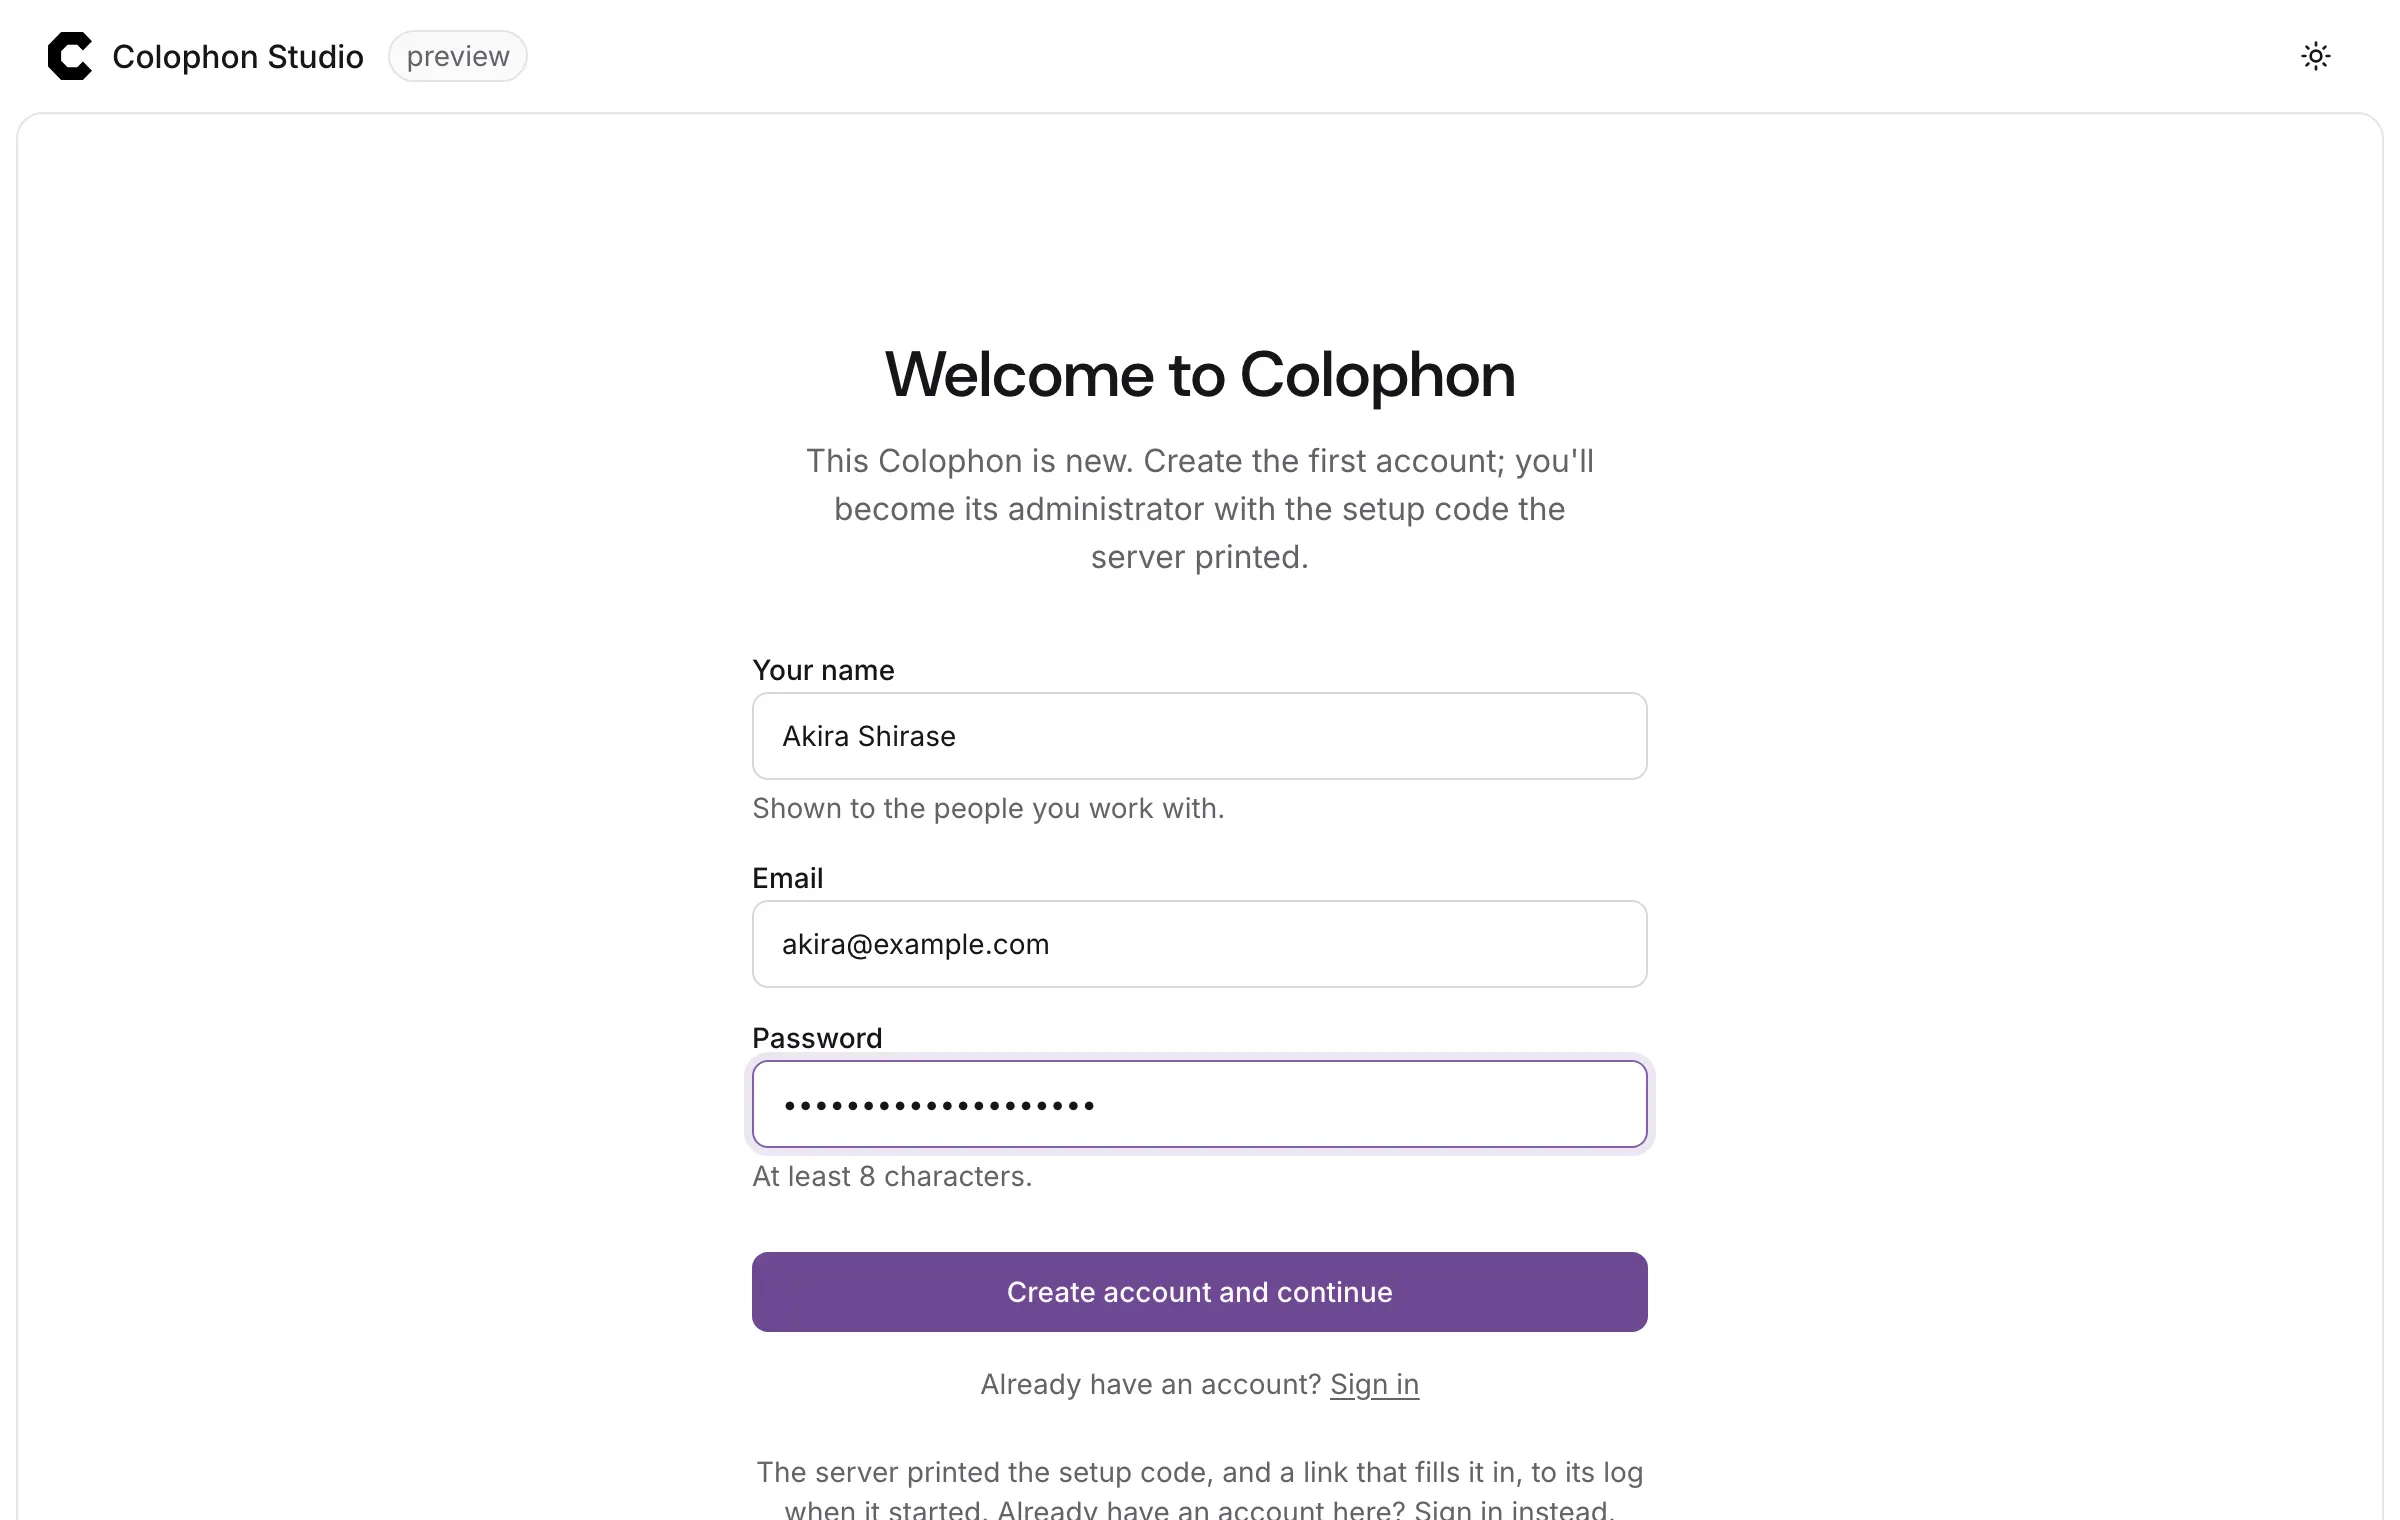 Colophon Studio
preview
Welcome to Colophon
This Colophon is new. Create the first account; you'll
become its administrator with the setup code the
server printed.
Your name
Akira Shirase
Shown to the people you work with.
Email
akira@example.com
Password
••••••••••••••••••••
At least 8 characters.
Create account and continue
Already have an account? Sign in
The server printed the setup code, and a link that fills it in, to its log
when it started. Already have an account here? Sign in instead.